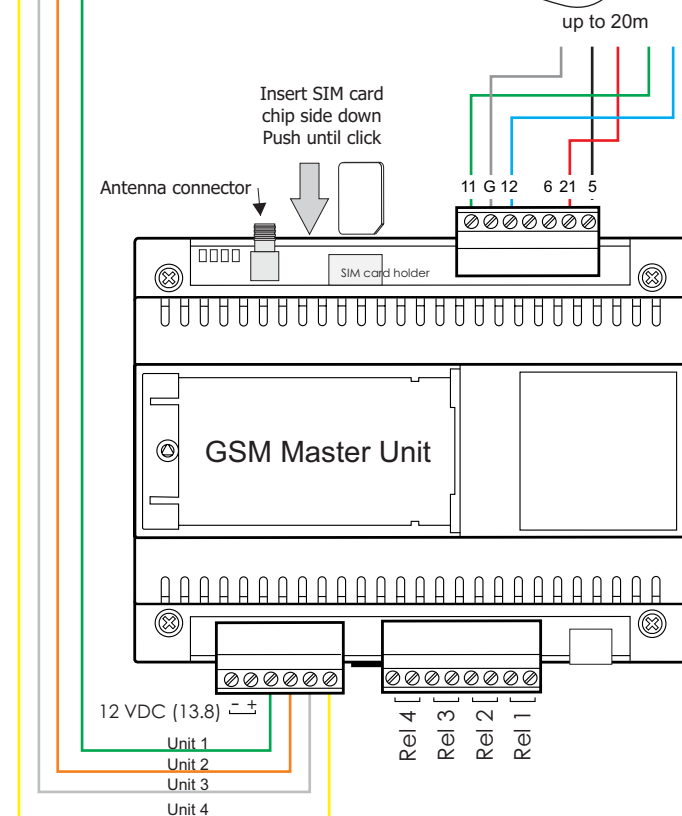 up to 20m
Insert SIM card
chip side down
Push until click
Antenna connector
11 G 12 6 21 5
SIM card holder
GSM Master Unit
12 VDC (13.8) - +
Rel 4 Rel 3 Rel 2 Rel 1
Unit 1
Unit 2
Unit 3
Unit 4